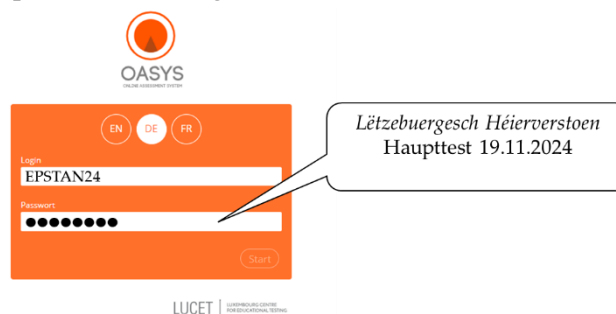 OASYS
ONLINE ASSESSMENT SYSTEM
EN DE FR
Login
EPSTAN24
Passwort
Start
Lëtzebuergesch Héierverstoen
Haupttest 19.11.2024
LUCET
LUXEMBOURG CENTRE
FOR EDUCATIONAL TESTING